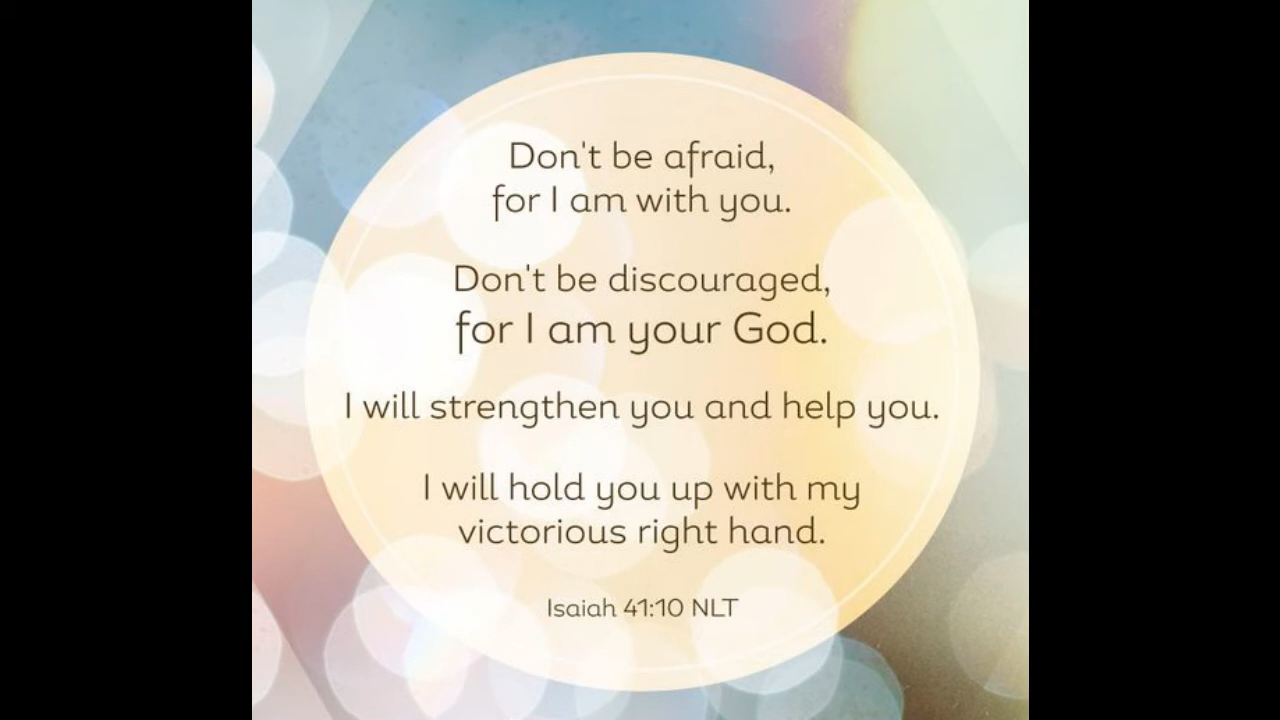 Don't be afraid,
for I am with you.
Don't be discouraged,
for I am your God.
I will strengthen you and help you.
I will hold you up with my
victorious right hand.
Isaiah 41:10 NLT